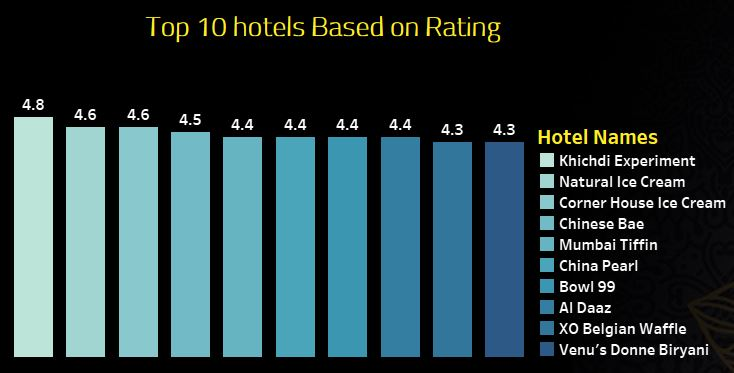 Top 10 hotels Based on Rating
4.8
4.6
4.6
4.5
4.4
4.4
4.4
4.4
4.3
4.3
Hotel Names
Khichdi Experiment
Natural Ice Cream
Corner House Ice Cream
Chinese Bae
Mumbai Tiffin
China Pearl
Bowl 99
Al Daaz
XO Belgian Waffle
Venu's Donne Biryani